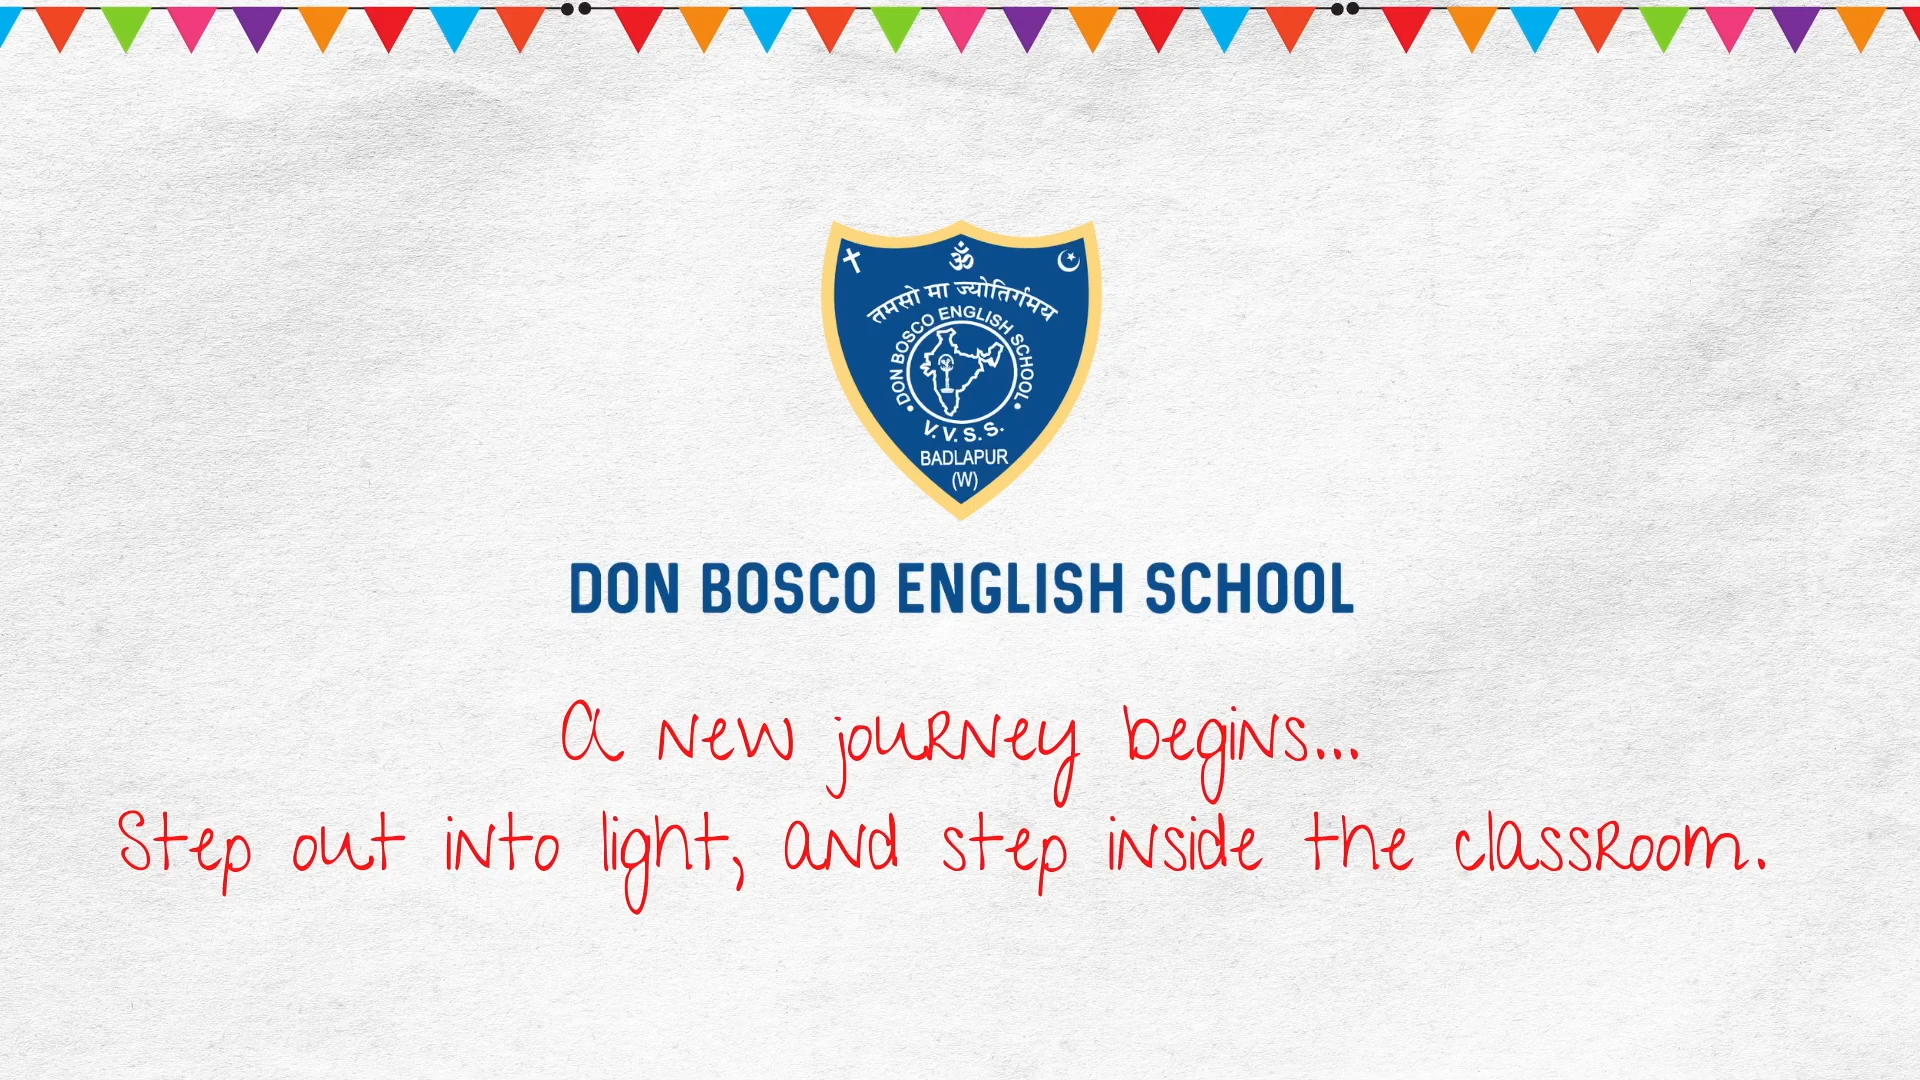 ॐ
तमसो मा ज्योतिर्गमय
• DON BOSCO ENGLISH SCHOOL •
V. V. S. S.
BADLAPUR
(W)
DON BOSCO ENGLISH SCHOOL
A new journey begins...
Step out into light, and step inside the classroom.